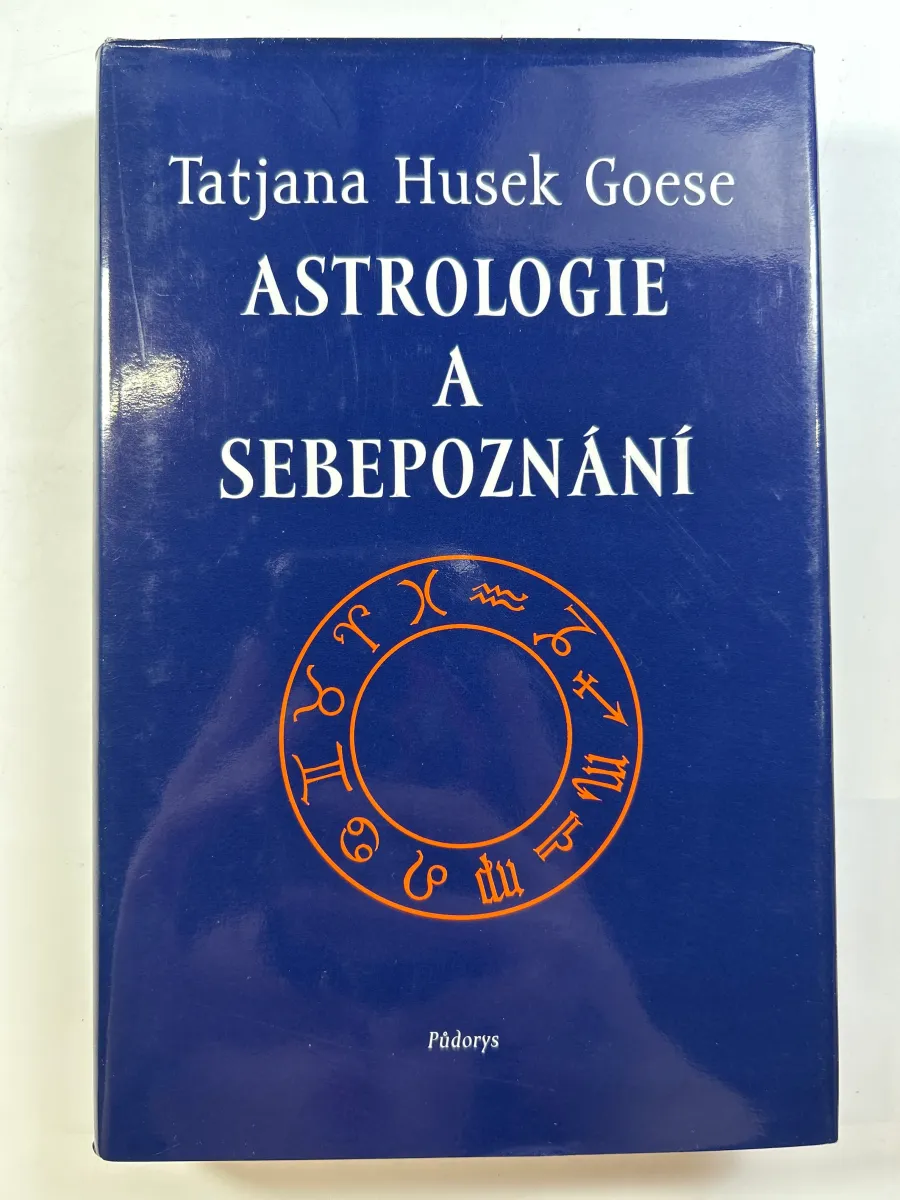 Tatjana Husek Goese
ASTROLOGIE
A
SEBEPOZNÁNÍ
Půdorys